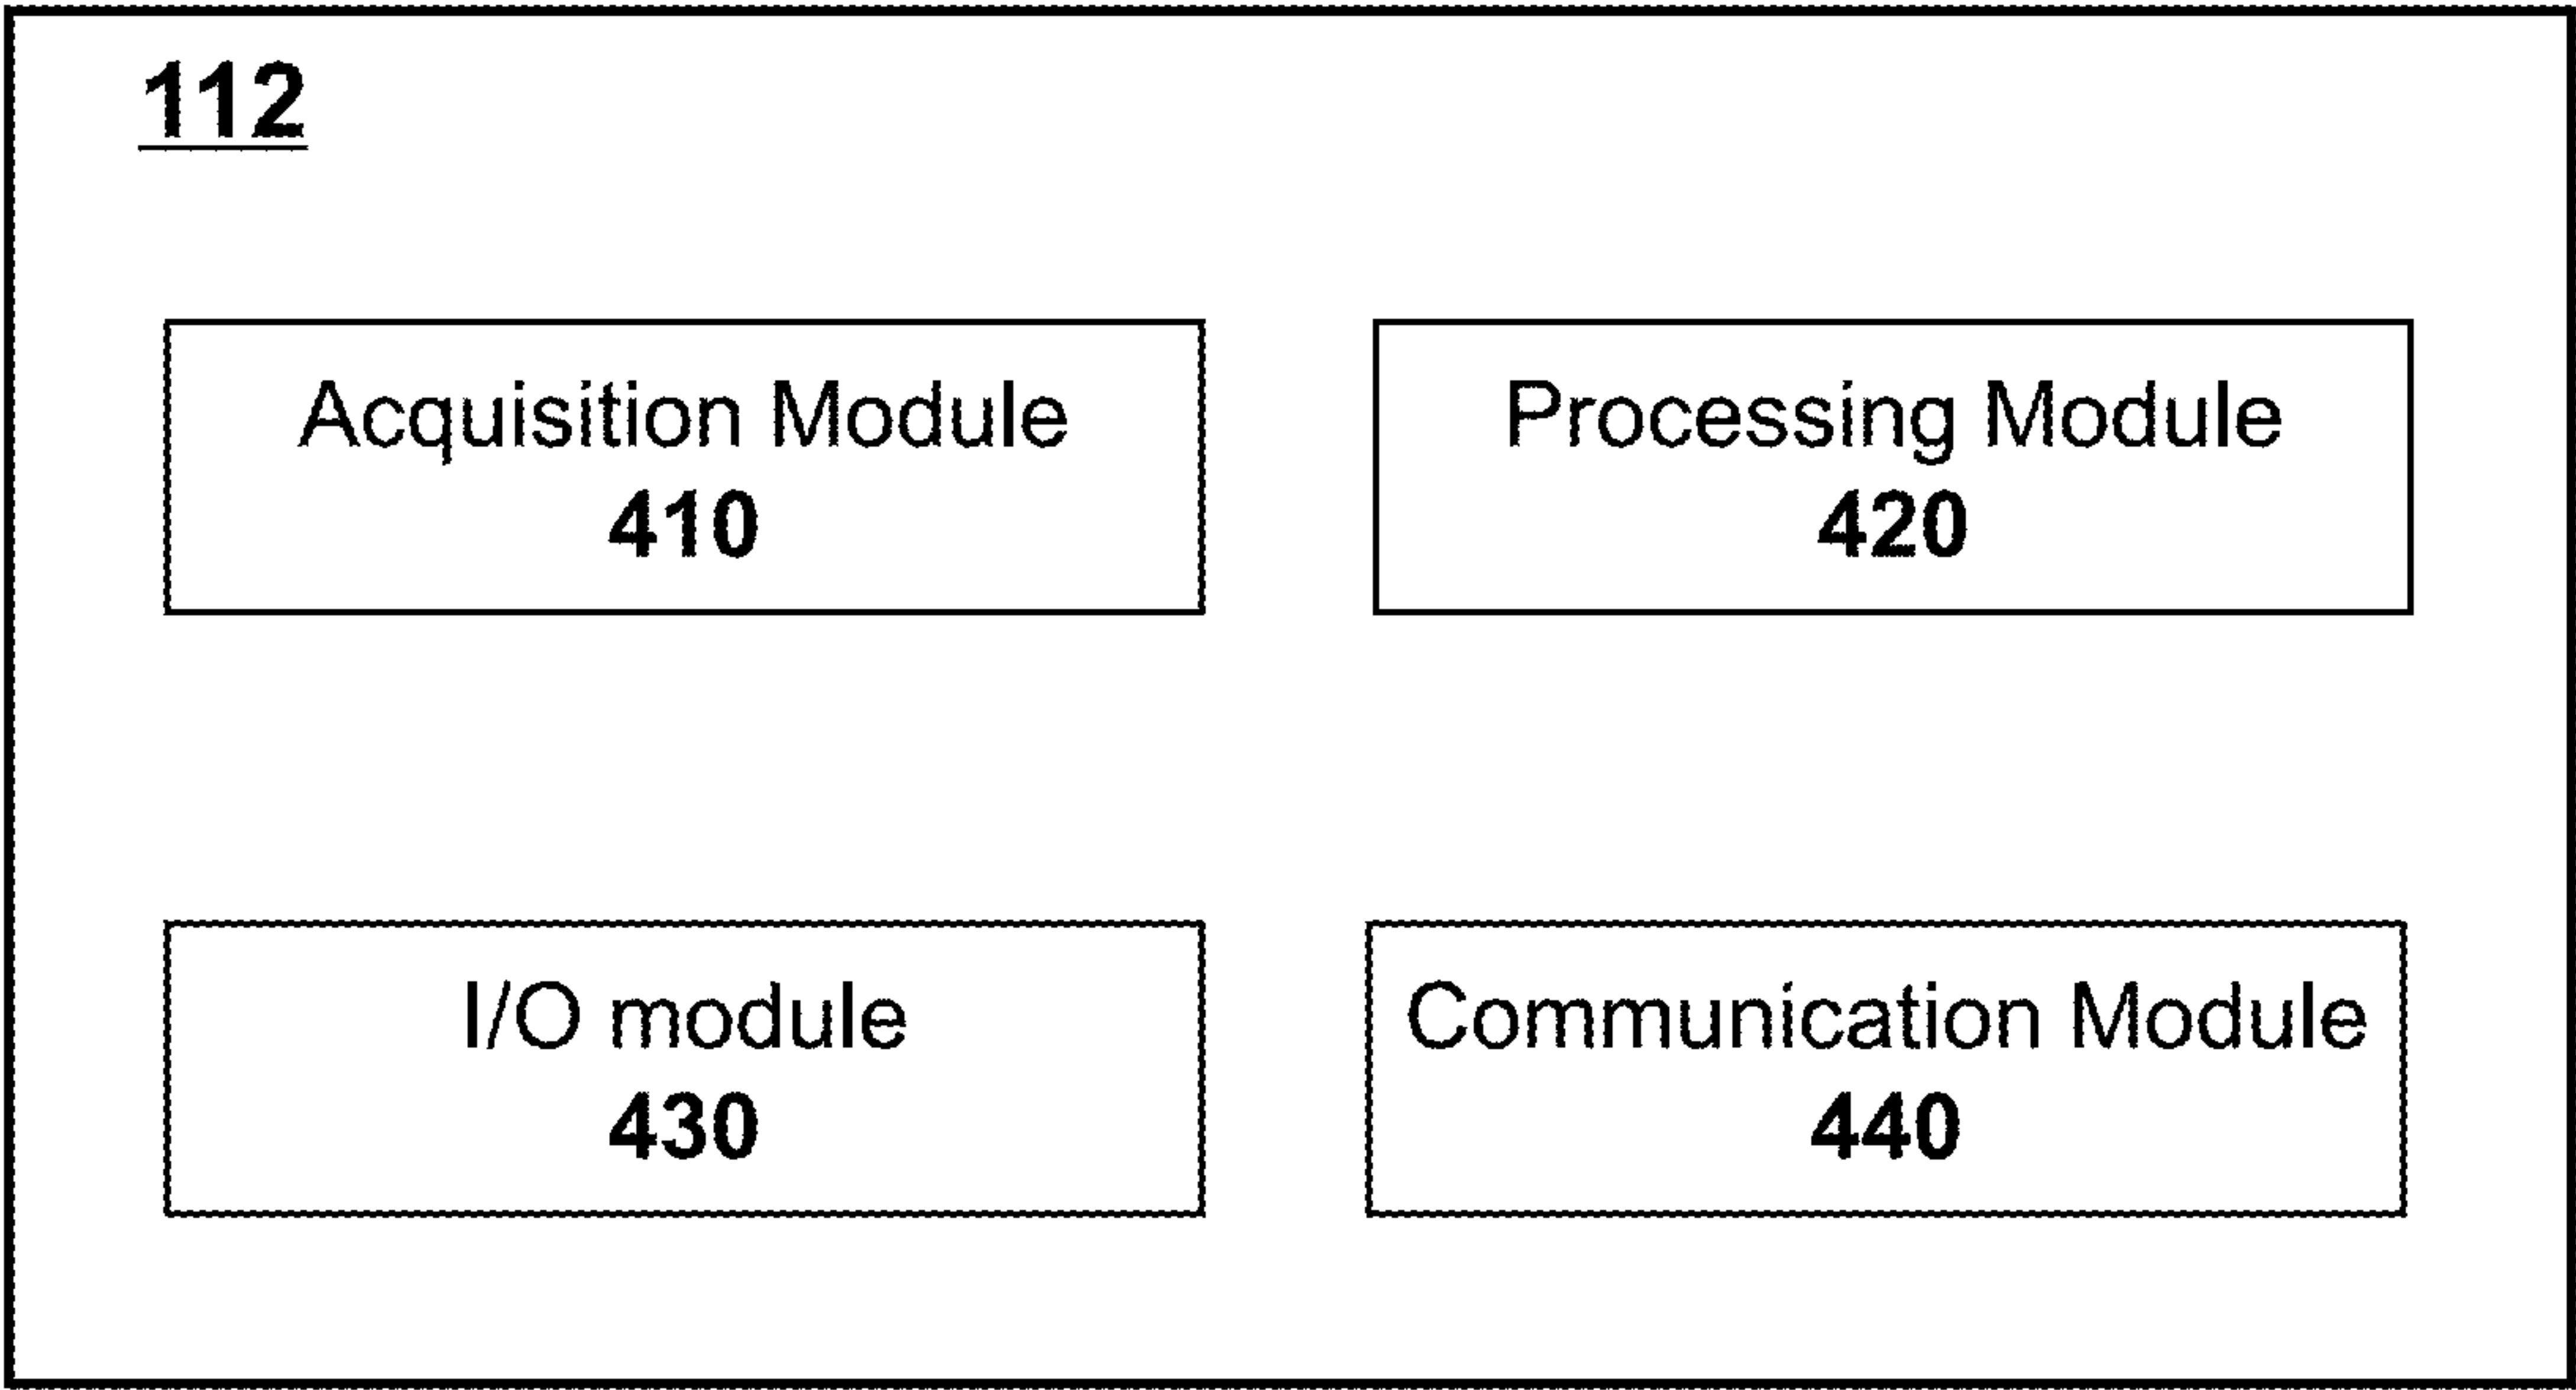 112
Acquisition Module
410
Processing Module
420
I/O module
430
Communication Module
440